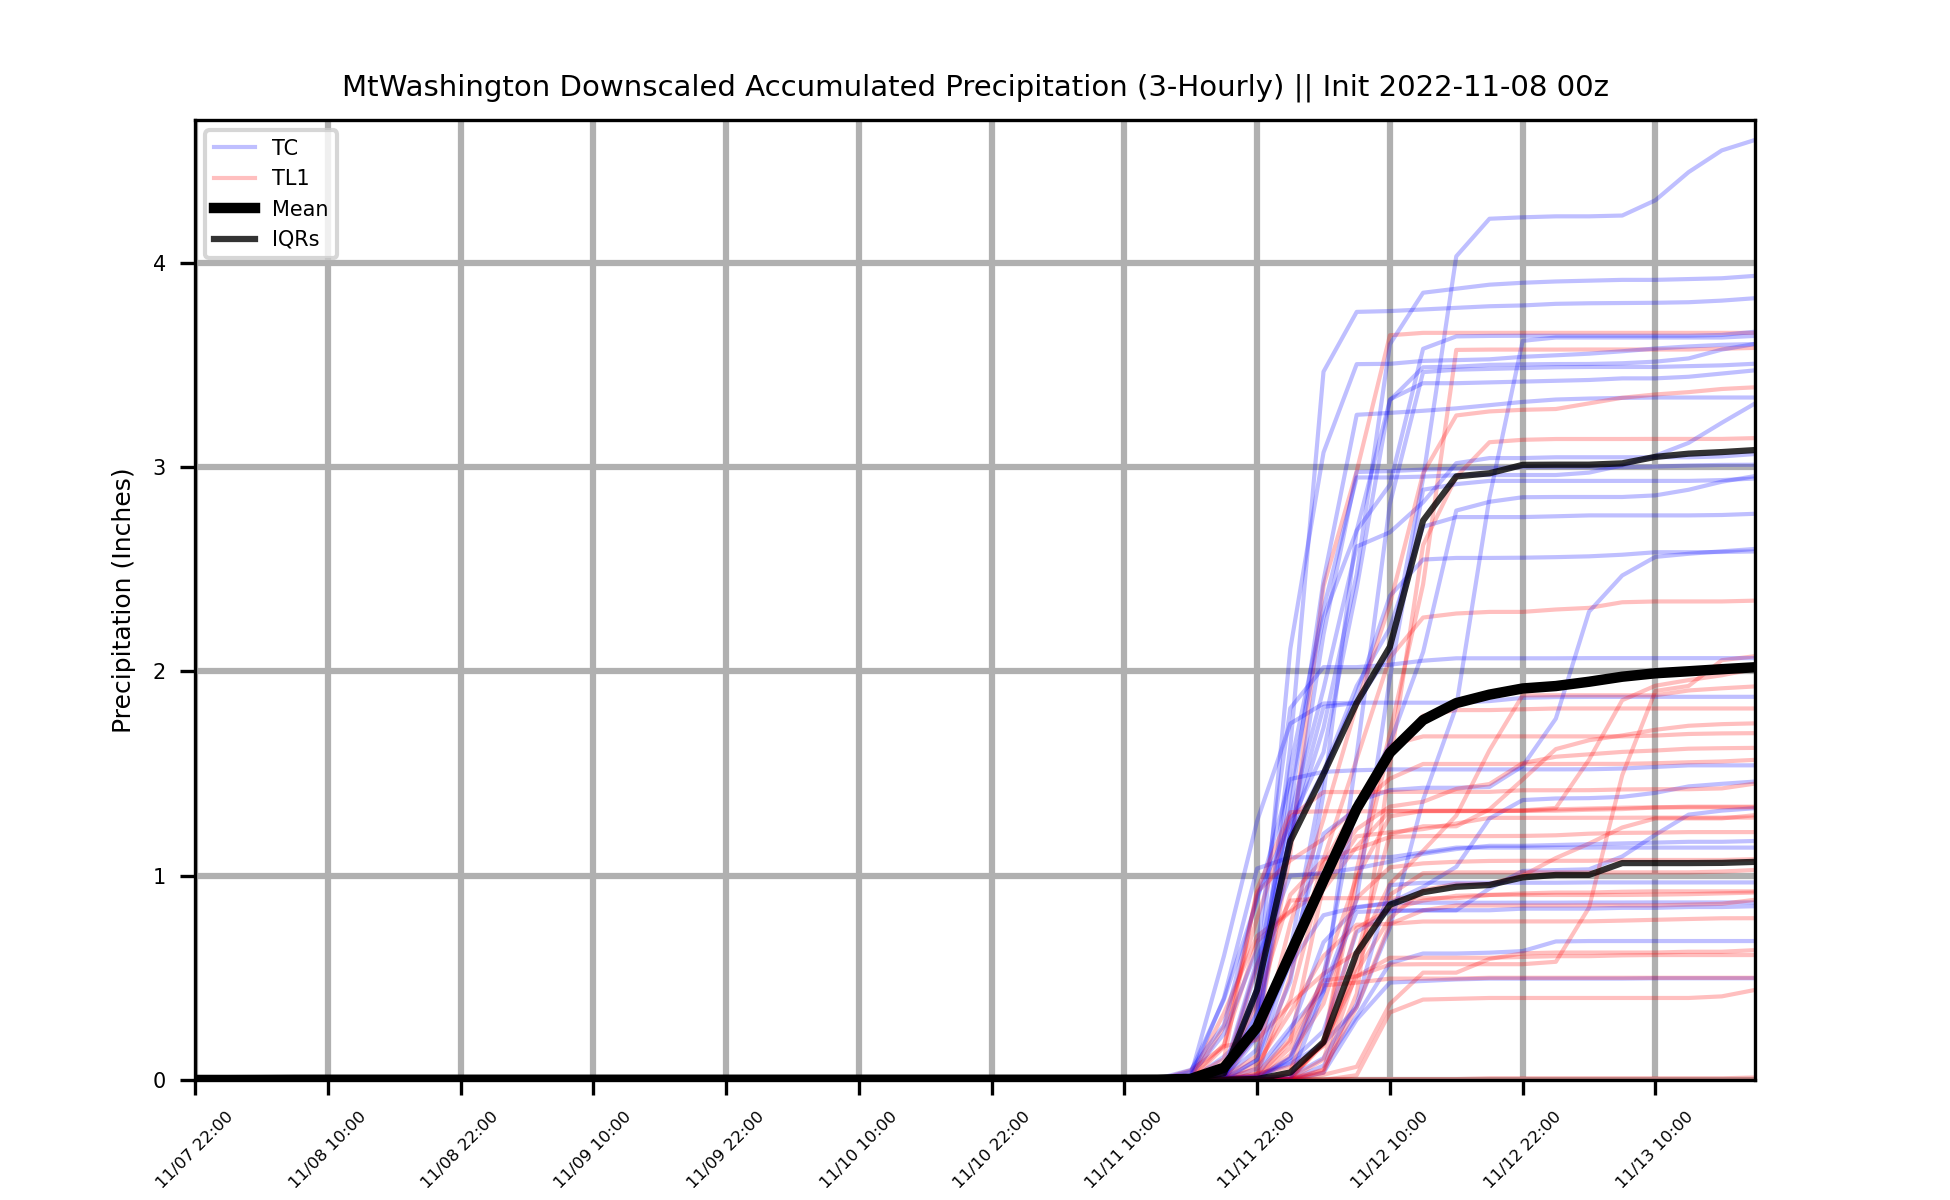 MtWashington Downscaled Accumulated Precipitation (3-Hourly) || Init 2022-11-08 00z
TC
TL1
Mean
IQRs
Precipitation (Inches)
4
3
2
1
0
11/07 22:00
11/08 10:00
11/08 22:00
11/09 10:00
11/09 22:00
11/10 10:00
11/10 22:00
11/11 10:00
11/11 22:00
11/12 10:00
11/12 22:00
11/13 10:00